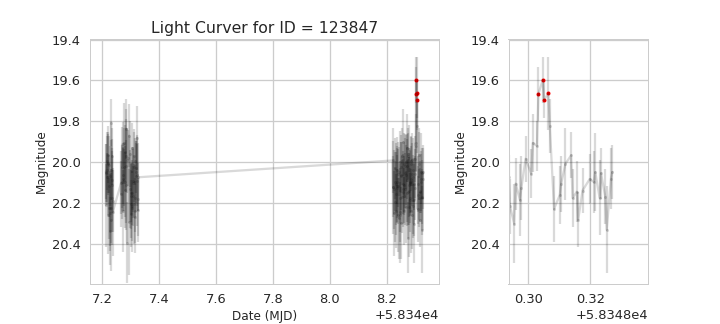 Light Curver for ID = 123847
Magnitude
19.4
19.6
19.8
20.0
20.2
20.4
7.2 7.4 7.6 7.8 8.0 8.2
Date (MJD)
+5.834e4
Magnitude
19.4
19.6
19.8
20.0
20.2
20.4
0.30 0.32
+5.8348e4